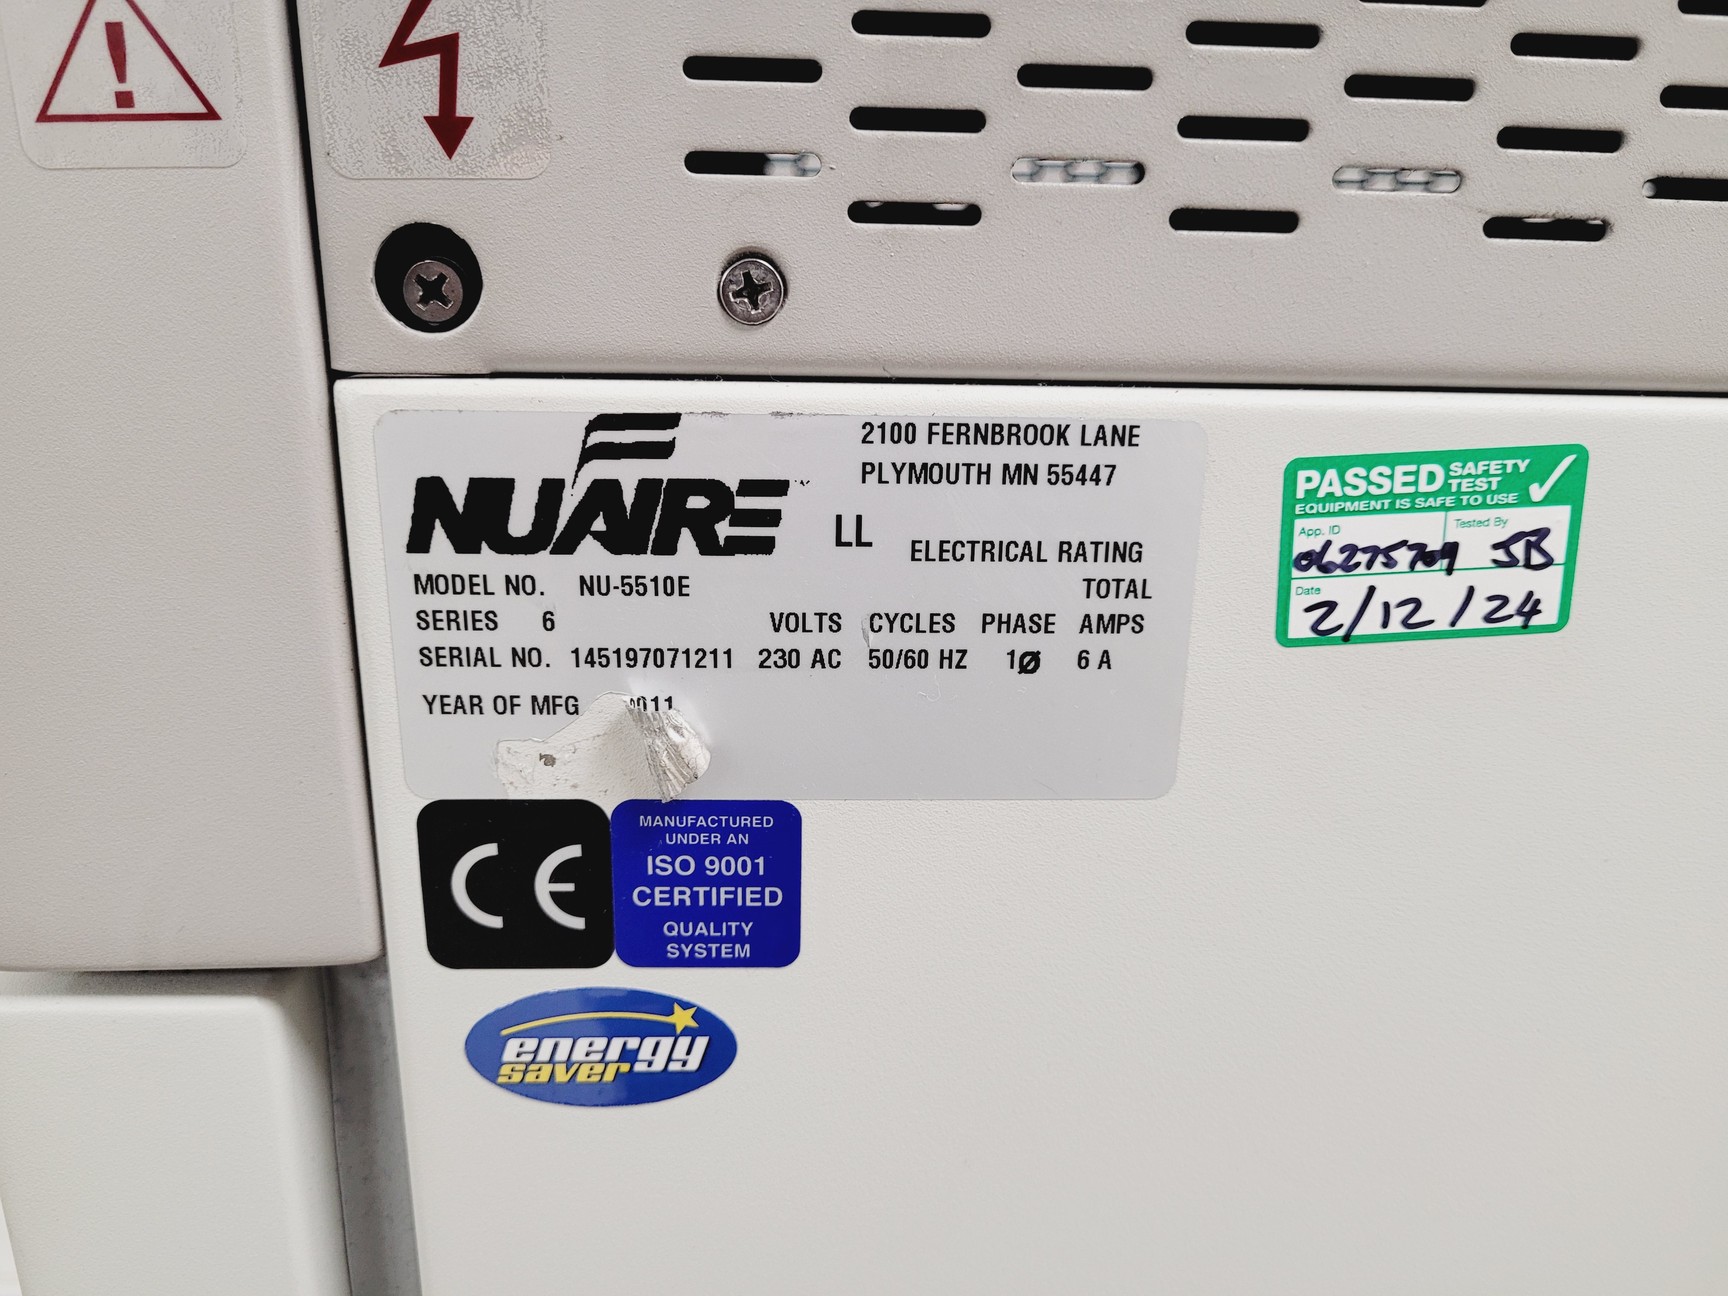 NUAIRE
2100 FERNBROOK LANE
PLYMOUTH MN 55447
LL
ELECTRICAL RATING
MODEL NO. NU-5510E
TOTAL
SERIES 6
VOLTS CYCLES PHASE AMPS
SERIAL NO. 145197071211 230 AC 50/60 HZ 1Ø 6 A
YEAR OF MFG
PASSED SAFETY TEST ✓
EQUIPMENT IS SAFE TO USE
App. ID
Tested By
JB
Date
2/12/24
CE
MANUFACTURED
UNDER AN
ISO 9001
CERTIFIED
QUALITY
SYSTEM
energy
saver